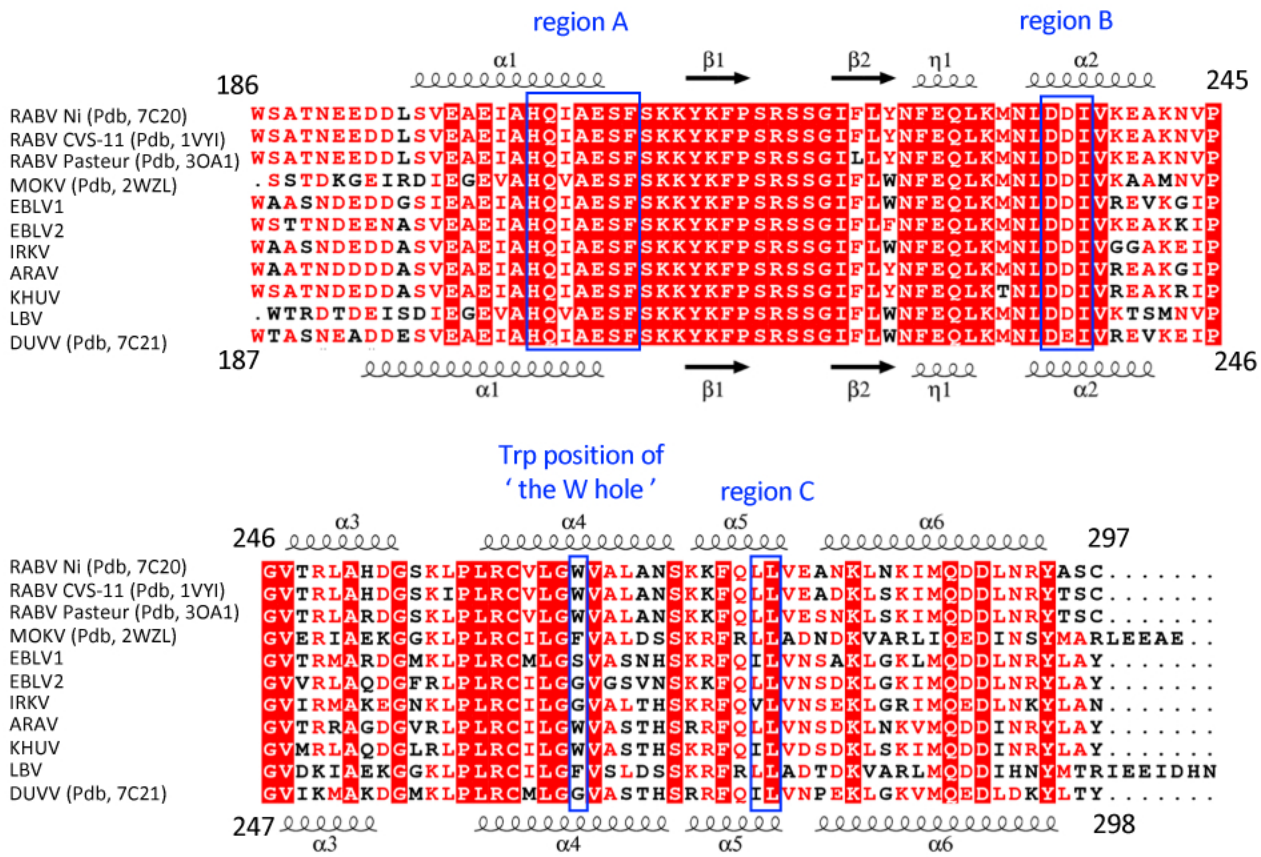 region A region B
α1 β1 β2 η1 α2
186 245
RABV Ni (Pdb, 7C20) WSATNEEDDLSVEAEIAHQIAESFSKKYKFPSRSSGIFLYNFEQLKMNLDDIVKEAKNVP
RABV CVS-11 (Pdb, 1VYI) WSATNEEDDLSVEAEIAHQIAESFSKKYKFPSRSSGIFLYNFEQLKMNLDDIVKEAKNVP
RABV Pasteur (Pdb, 3OA1) WSATNEEDDLSVEAEIAHQIAESFSKKYKFPSRSSGILLYNFEQLKMNLDDIVKEAKNVP
MOKV (Pdb, 2WZL) .SSTDKGEIRDIEGEVAHQVAESFSKKYKFPSRSSGIFLWNFEQLKMNLDDIVKAAMNVP
EBLV1 WAASNDEDDGSIEAEIAHQIAESFSKKYKFPSRSSGIFLWNFEQLKMNLDDIVREVKGIP
EBLV2 WSTTNDEENASVEAEIAHQIAESFSKKYKFPSRSSGIFLFNFEQLKMNLDDIVKEAKKIP
IRKV WAASNDEDDASVEAEIAHQIAESFSKKYKFPSRSSGIFLWNFEQLKMNLDDIVGGAKEIP
ARAV WAATNDDDDASVEAEIAHQIAESFSKKYKFPSRSSGIFLYNFEQLKMNLDDIVREAKGIP
KHUV WSATNEEDDASVEAEIAHQIAESFSKKYKFPSRSSGIFLYNFEQLKTNLDDIVREAKRIP
LBV .WTRDTDEISDIEGEVAHQVAESFSKKYKFPSRSSGIFLWNFEQLKMNLDDIVKTSMNVP
DUVV (Pdb, 7C21) WTASNEADDESVEAEIAHQIAESFSKKYKFPSRSSGIFLWNFEQLKMNLDEIVREVKEIP
187 246
α1 β1 β2 η1 α2
Trp position of
‘ the W hole ’ region C
α3 α4 α5 α6
246 297
RABV Ni (Pdb, 7C20) GVTRLAHDGSKLPLRCVLGWVALANSKKFQLLVEANKLNKIMQDDLNRYASC.......
RABV CVS-11 (Pdb, 1VYI) GVTRLAHDGSKIPLRCVLGWVALANSKKFQLLVEADKLSKIMQDDLNRYTSC.......
RABV Pasteur (Pdb, 3OA1) GVTRLARDGSKLPLRCVLGWVALANSKKFQLLVESNKLSKIMQDDLNRYTSC.......
MOKV (Pdb, 2WZL) GVERIAEKGGKLPLRCILGFVALDSSKRFRLLADNDKVARLIQEDINSYMARLEEAE..
EBLV1 GVTRMARDGMKLPLRCMLGSVASNHSKRFQILVNSAKLGKLMQDDLNRYLAY.......
EBLV2 GVVRLAQDGFRLPLRCILGGVGSVNSKKFQLLVNSDKLGKIMQDDLNRYLAY.......
IRKV GVIRMAKEGNKLPLRCILGGVALTHSKRFQVLVNSEKLGRIMQEDLNKYLAN.......
ARAV GVTRRAGDGVRLPLRCILGWVASTHSRRFQLLVNSDKLNKVMQDDINRYLAY.......
KHUV GVMRLAQDGLRLPLRCILGWVASTHSKRFQILVDSDKLSKIMQDDINRYLAY.......
LBV GVDKIAEKGGKLPLRCILGFVSLDSSKRFRLLADTDKVARLMQDDIHNYMTRIEEIDHN
DUVV (Pdb, 7C21) GVIKMAKDGMKLPLRCMLGGVASTHSRRFQILVNPEKLGKVMQEDLDKYLTY.......
247 298
α3 α4 α5 α6